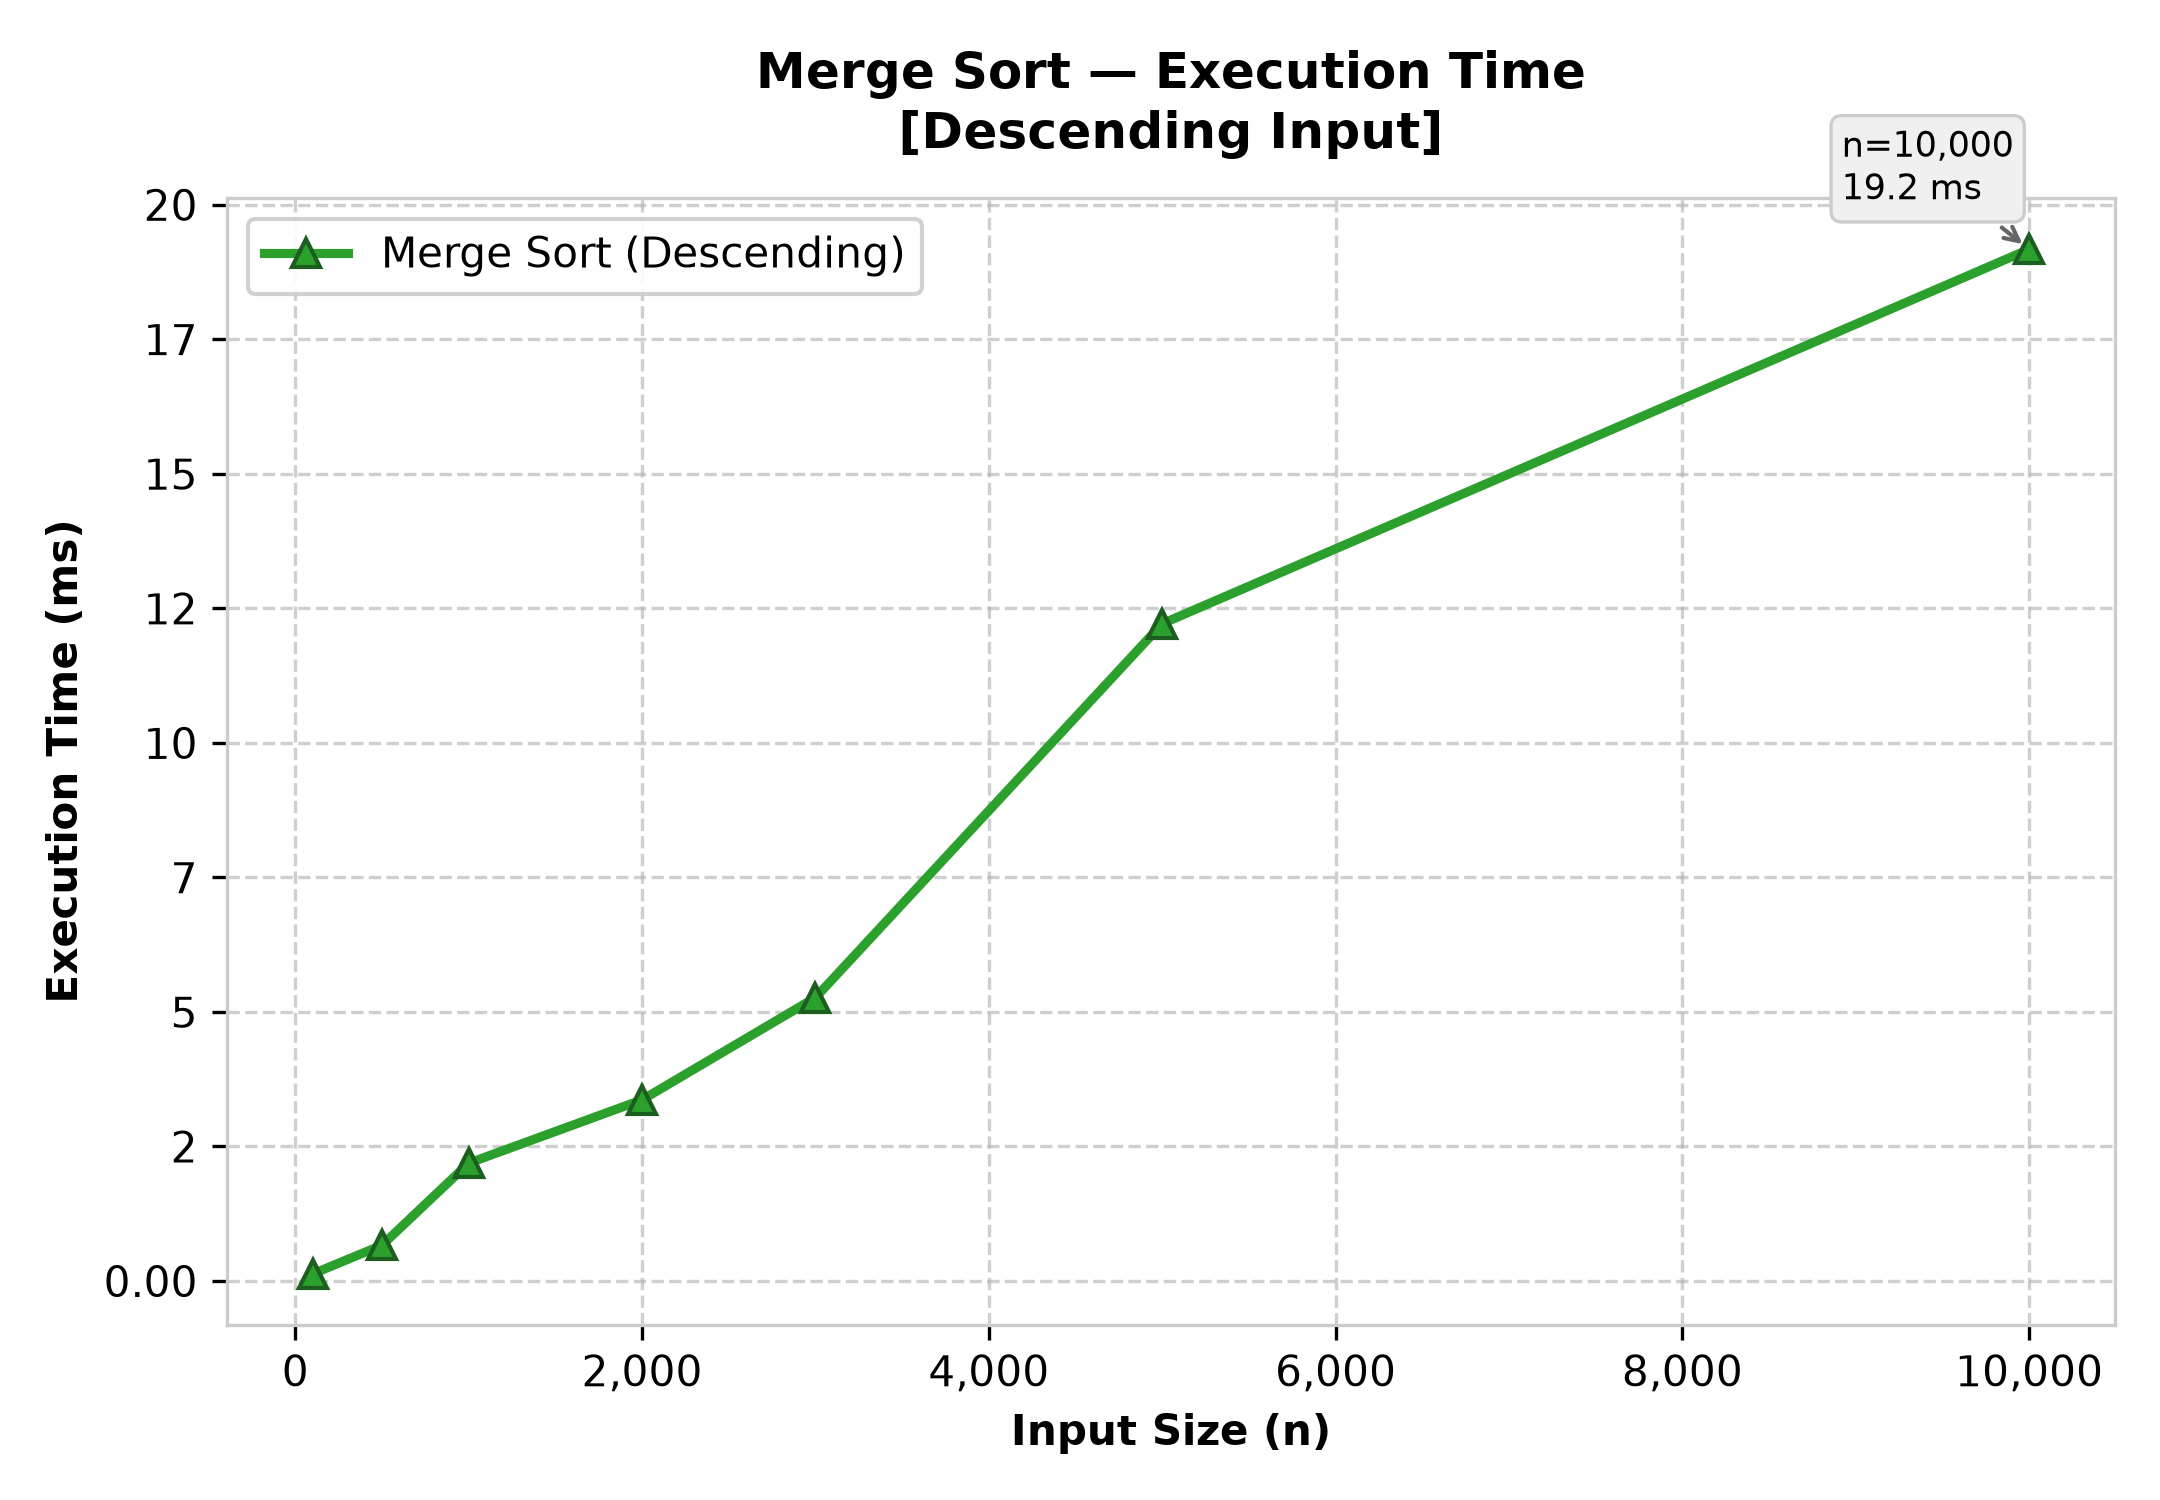 Merge Sort — Execution Time
[Descending Input]
n=10,000
19.2 ms
Merge Sort (Descending)
Execution Time (ms)
20
17
15
12
10
7
5
2
0.00
0
2,000
4,000
6,000
8,000
10,000
Input Size (n)